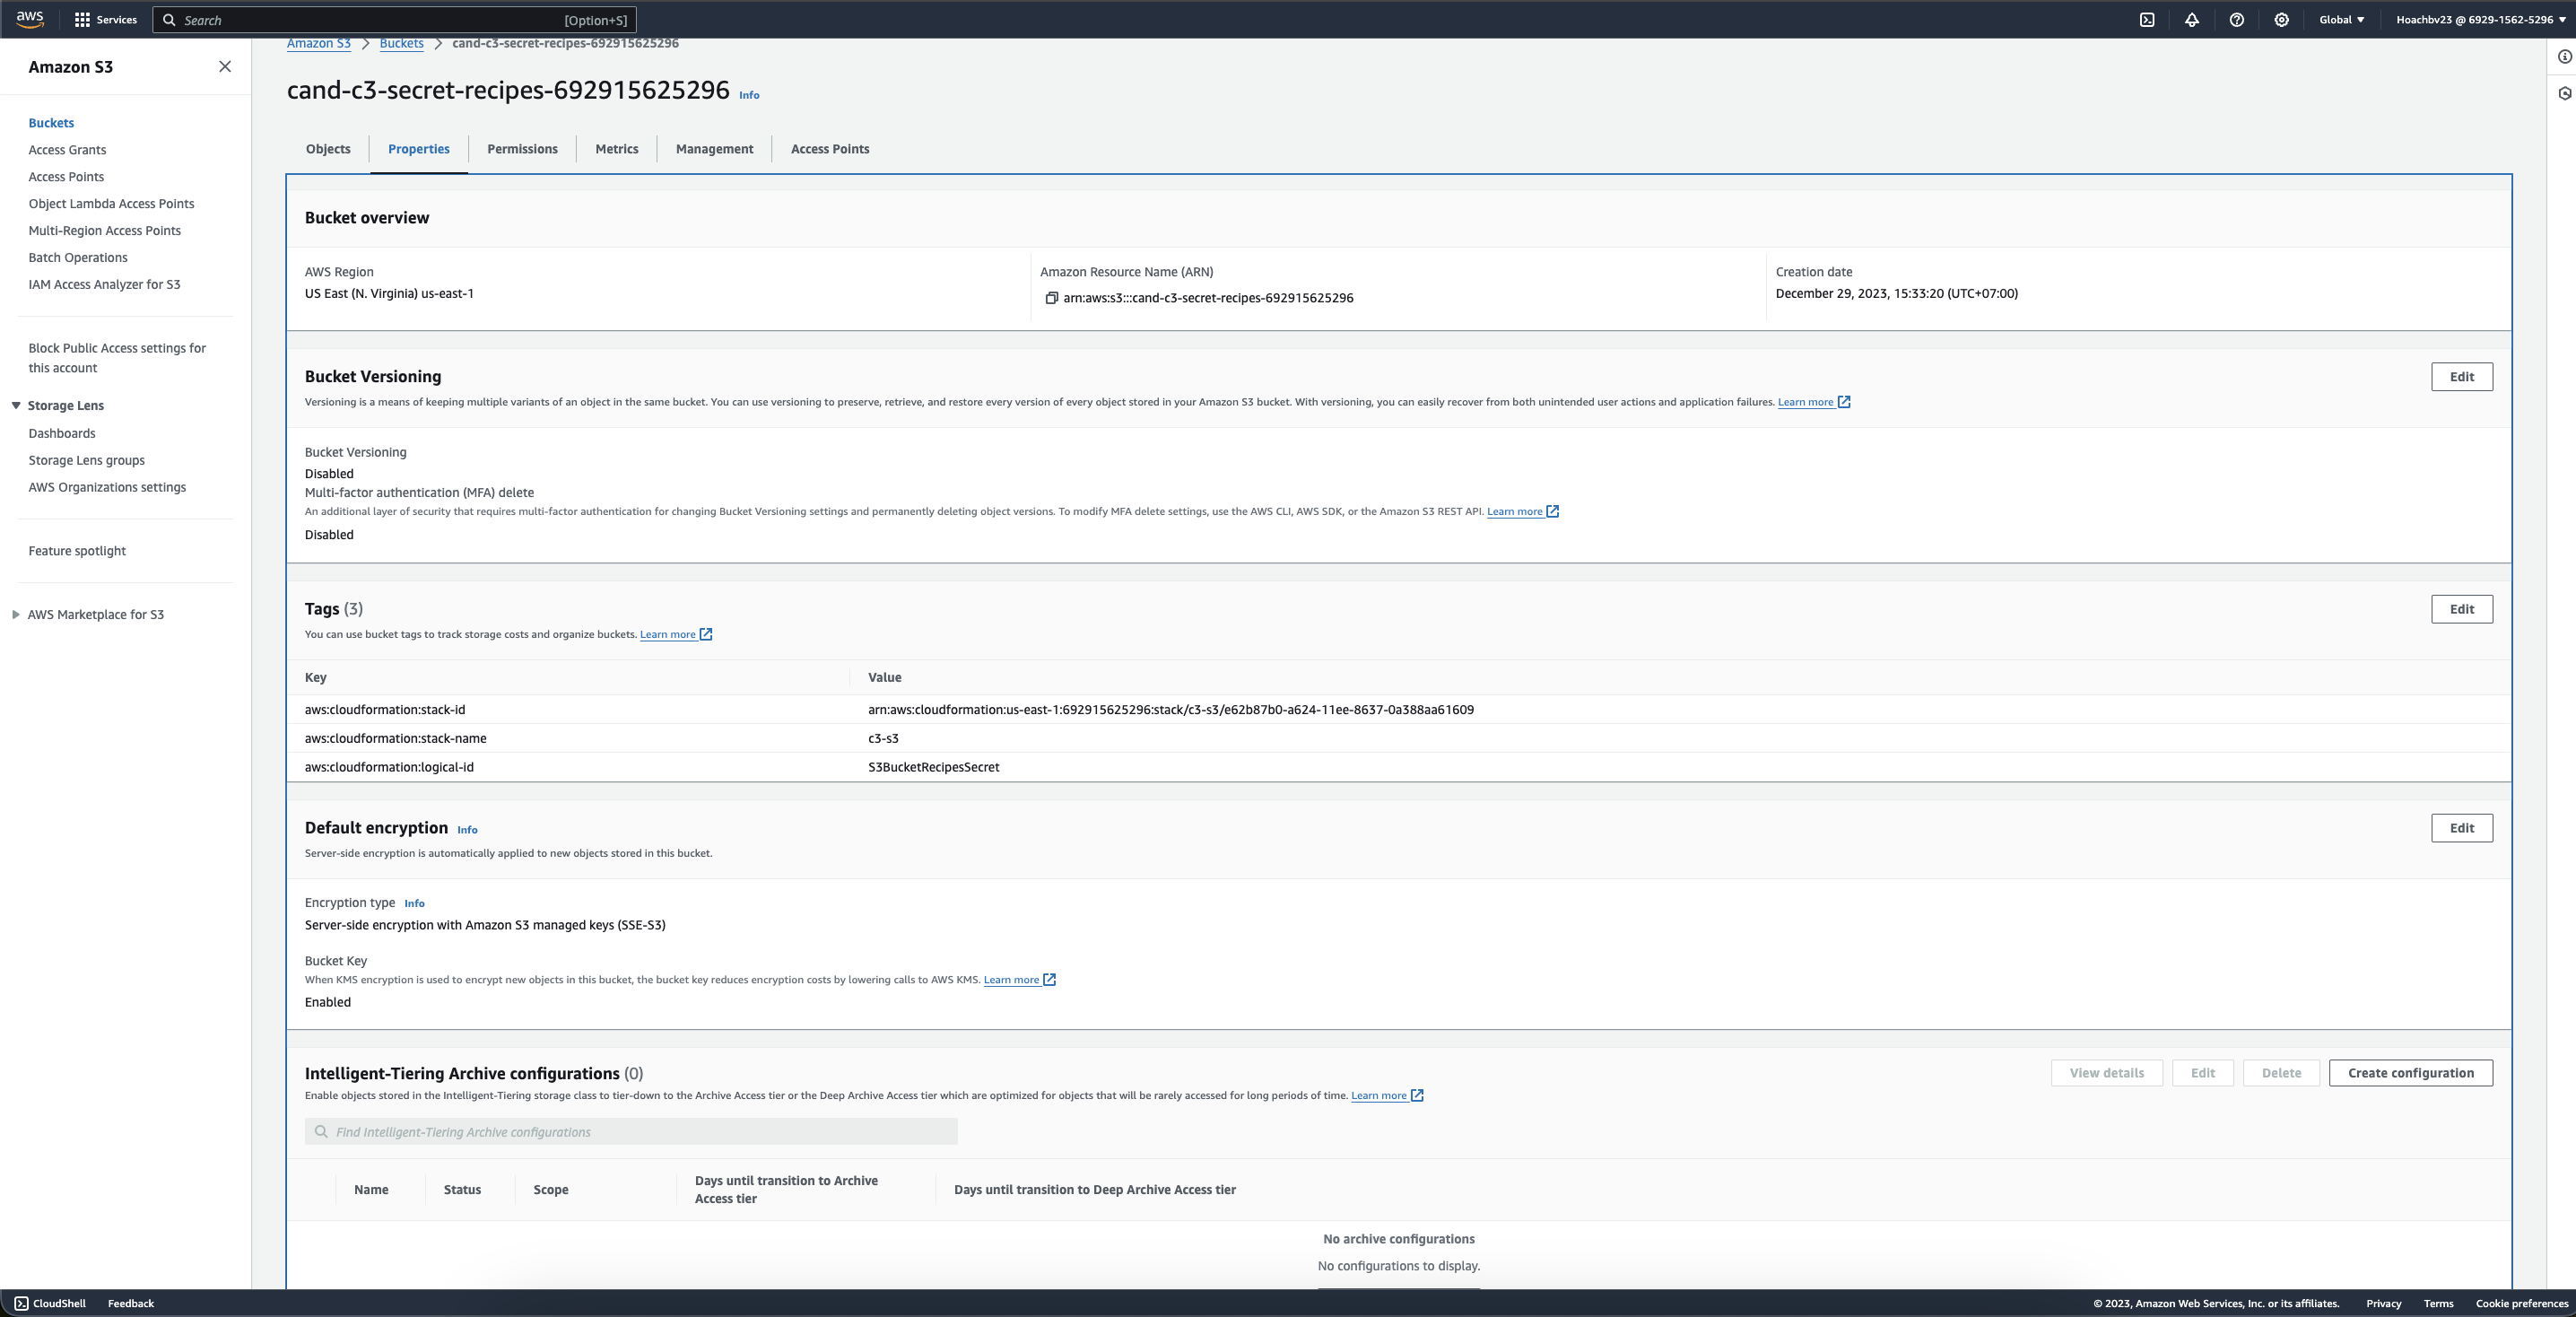 aws
Services
Search
[Option+S]
Global
Hoachbv23 @ 6929-1562-5296
Amazon S3
Buckets
Access Grants
Access Points
Object Lambda Access Points
Multi-Region Access Points
Batch Operations
IAM Access Analyzer for S3
Block Public Access settings for
this account
Storage Lens
Dashboards
Storage Lens groups
AWS Organizations settings
Feature spotlight
AWS Marketplace for S3
Amazon S3 > Buckets > cand-c3-secret-recipes-692915625296
cand-c3-secret-recipes-692915625296 Info
Objects Properties Permissions Metrics Management Access Points
Bucket overview
AWS Region
US East (N. Virginia) us-east-1
Amazon Resource Name (ARN)
arn:aws:s3:::cand-c3-secret-recipes-692915625296
Creation date
December 29, 2023, 15:33:20 (UTC+07:00)
Bucket Versioning
Edit
Versioning is a means of keeping multiple variants of an object in the same bucket. You can use versioning to preserve, retrieve, and restore every version of every object stored in your Amazon S3 bucket. With versioning, you can easily recover from both unintended user actions and application failures. Learn more
Bucket Versioning
Disabled
Multi-factor authentication (MFA) delete
An additional layer of security that requires multi-factor authentication for changing Bucket Versioning settings and permanently deleting object versions. To modify MFA delete settings, use the AWS CLI, AWS SDK, or the Amazon S3 REST API. Learn more
Disabled
Tags (3)
Edit
You can use bucket tags to track storage costs and organize buckets. Learn more
Key Value
aws:cloudformation:stack-id arn:aws:cloudformation:us-east-1:692915625296:stack/c3-s3/e62b87b0-a624-11ee-8637-0a388aa61609
aws:cloudformation:stack-name c3-s3
aws:cloudformation:logical-id S3BucketRecipesSecret
Default encryption Info
Edit
Server-side encryption is automatically applied to new objects stored in this bucket.
Encryption type Info
Server-side encryption with Amazon S3 managed keys (SSE-S3)
Bucket Key
When KMS encryption is used to encrypt new objects in this bucket, the bucket key reduces encryption costs by lowering calls to AWS KMS. Learn more
Enabled
Intelligent-Tiering Archive configurations (0)
View details Edit Delete Create configuration
Enable objects stored in the Intelligent-Tiering storage class to tier-down to the Archive Access tier or the Deep Archive Access tier which are optimized for objects that will be rarely accessed for long periods of time. Learn more
Find Intelligent-Tiering Archive configurations
Name Status Scope
Days until transition to Archive
Access tier
Days until transition to Deep Archive Access tier
No archive configurations
No configurations to display.
CloudShell Feedback
© 2023, Amazon Web Services, Inc. or its affiliates. Privacy Terms Cookie preferences